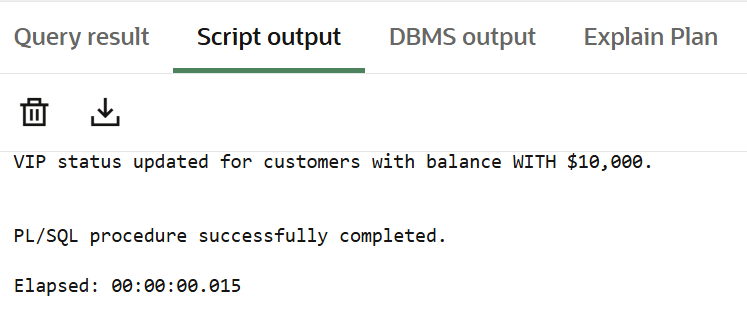 Query result Script output DBMS output Explain Plan
VIP status updated for customers with balance WITH $10,000.
PL/SQL procedure successfully completed.
Elapsed: 00:00:00.015